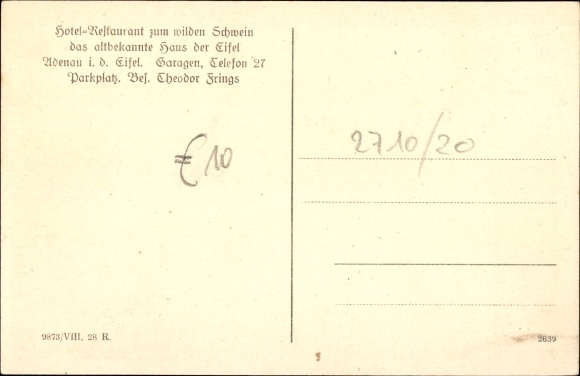 Hotel-Restaurant zum wilden Schwein
das altbekannte Haus der Eifel
Adenau i. d. Eifel. Garagen, Telefon 27
Parkplatz. Bes. Theodor Frings
€ 10
2710/20
9873/VIII. 28 R.
2639